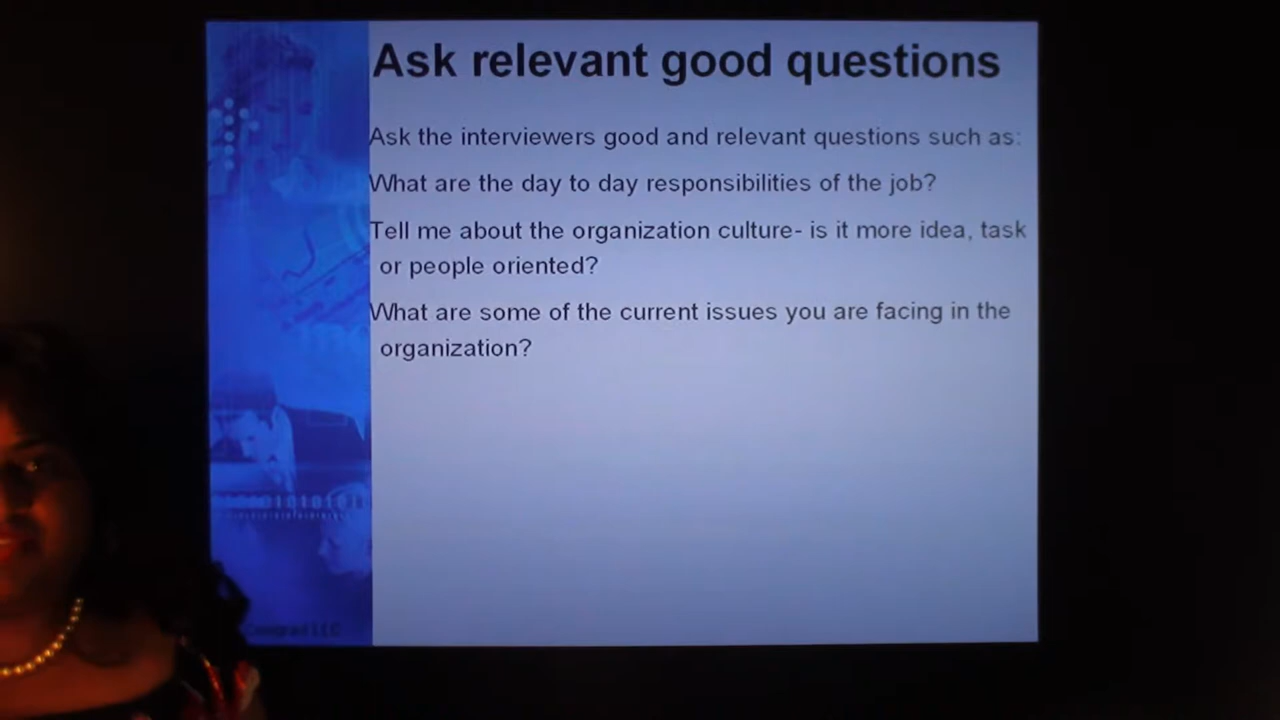 Ask relevant good questions
Ask the interviewers good and relevant questions such as:
What are the day to day responsibilities of the job?
Tell me about the organization culture- is it more idea, task
or people oriented?
What are some of the current issues you are facing in the
organization?